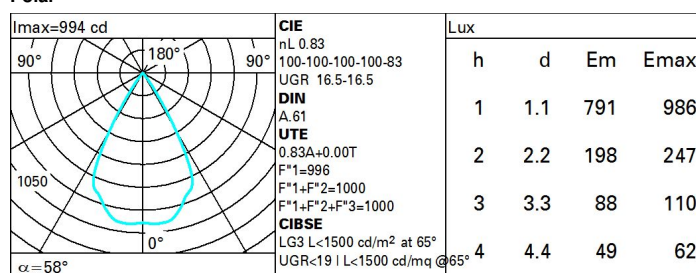 Imax=994 cd
90°
180°
90°
1050
0°
α=58°
CIE
nL 0.83
100-100-100-100-83
UGR 16.5-16.5
DIN
A.61
UTE
0.83A+0.00T
F"1=996
F"1+F"2=1000
F"1+F"2+F"3=1000
CIBSE
LG3 L<1500 cd/m² at 65°
UGR<19 | L<1500 cd/mq @65°
Lux
h d Em Emax
1 1.1 791 986
2 2.2 198 247
3 3.3 88 110
4 4.4 49 62